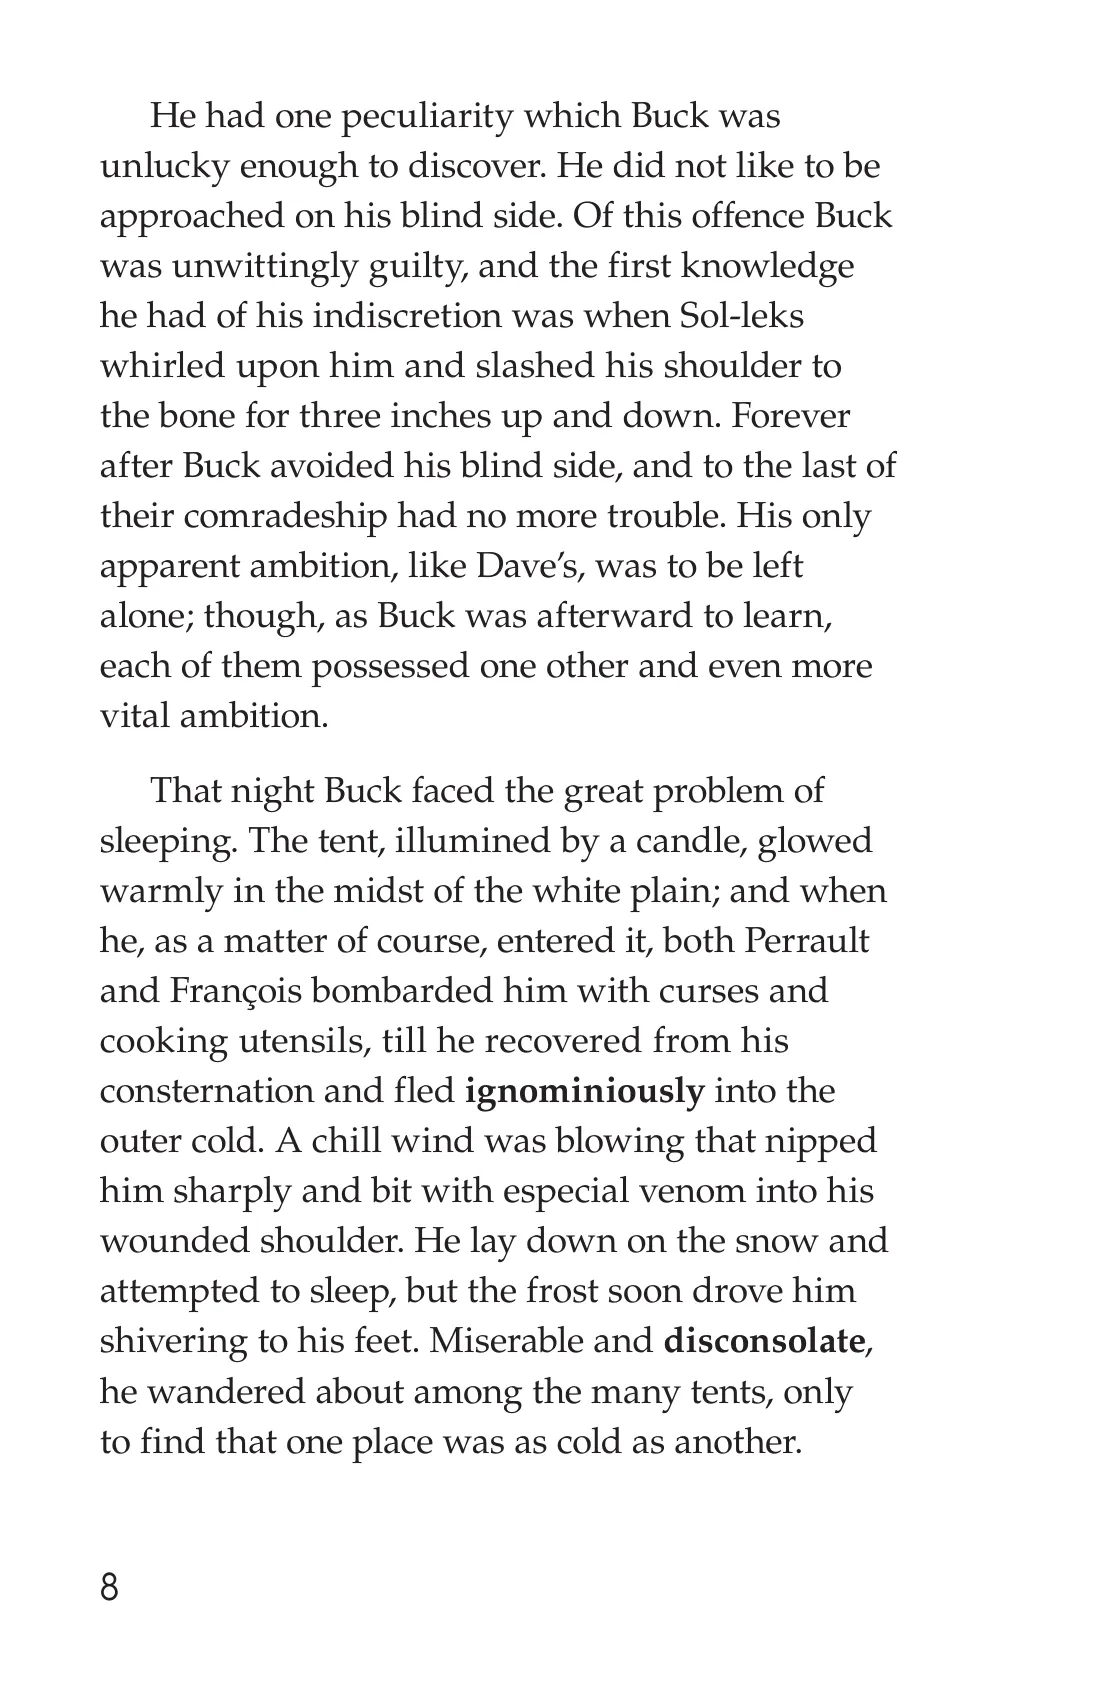 He had one peculiarity which Buck was
unlucky enough to discover. He did not like to be
approached on his blind side. Of this offence Buck
was unwittingly guilty, and the first knowledge
he had of his indiscretion was when Sol-leks
whirled upon him and slashed his shoulder to
the bone for three inches up and down. Forever
after Buck avoided his blind side, and to the last of
their comradeship had no more trouble. His only
apparent ambition, like Dave’s, was to be left
alone; though, as Buck was afterward to learn,
each of them possessed one other and even more
vital ambition.
That night Buck faced the great problem of
sleeping. The tent, illumined by a candle, glowed
warmly in the midst of the white plain; and when
he, as a matter of course, entered it, both Perrault
and François bombarded him with curses and
cooking utensils, till he recovered from his
consternation and fled ignominiously into the
outer cold. A chill wind was blowing that nipped
him sharply and bit with especial venom into his
wounded shoulder. He lay down on the snow and
attempted to sleep, but the frost soon drove him
shivering to his feet. Miserable and disconsolate,
he wandered about among the many tents, only
to find that one place was as cold as another.
8